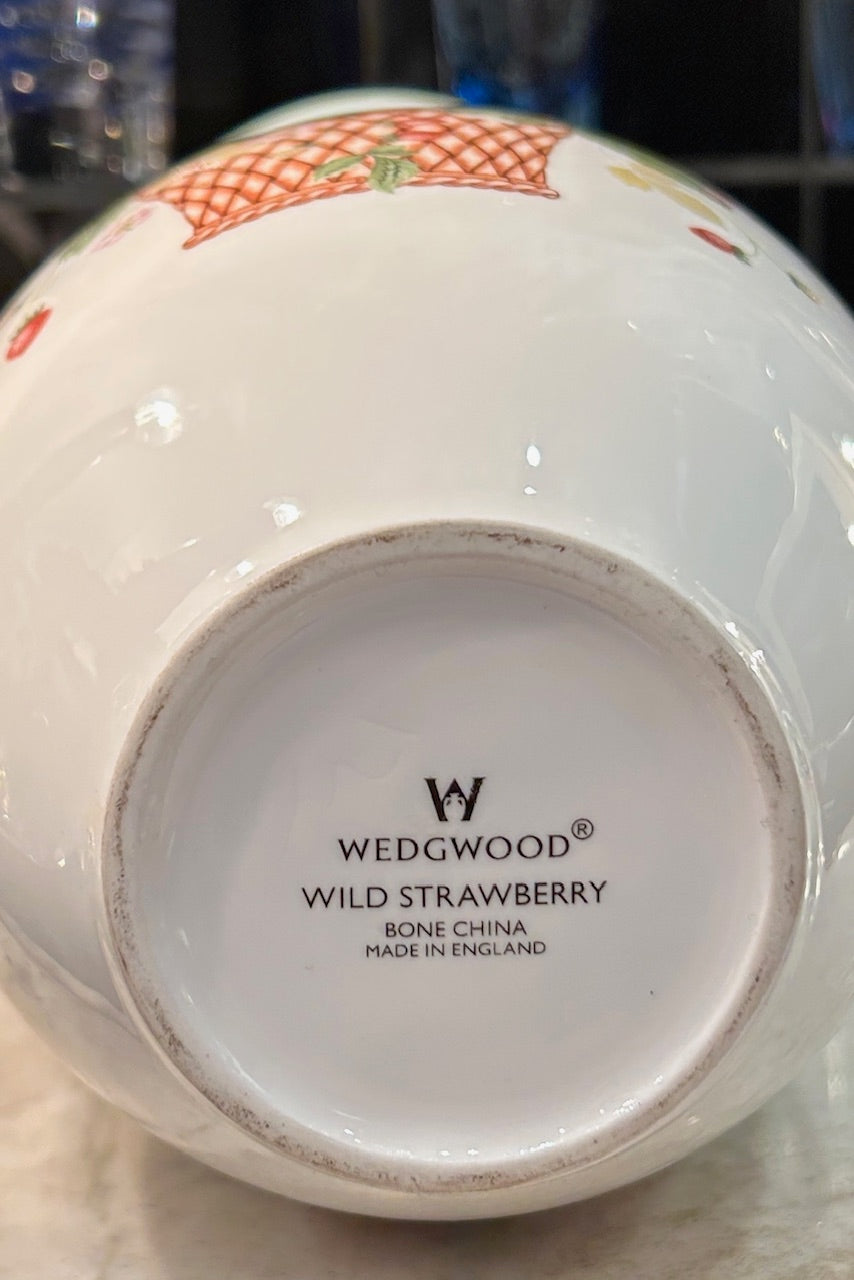 W
WEDGWOOD®
WILD STRAWBERRY
BONE CHINA
MADE IN ENGLAND